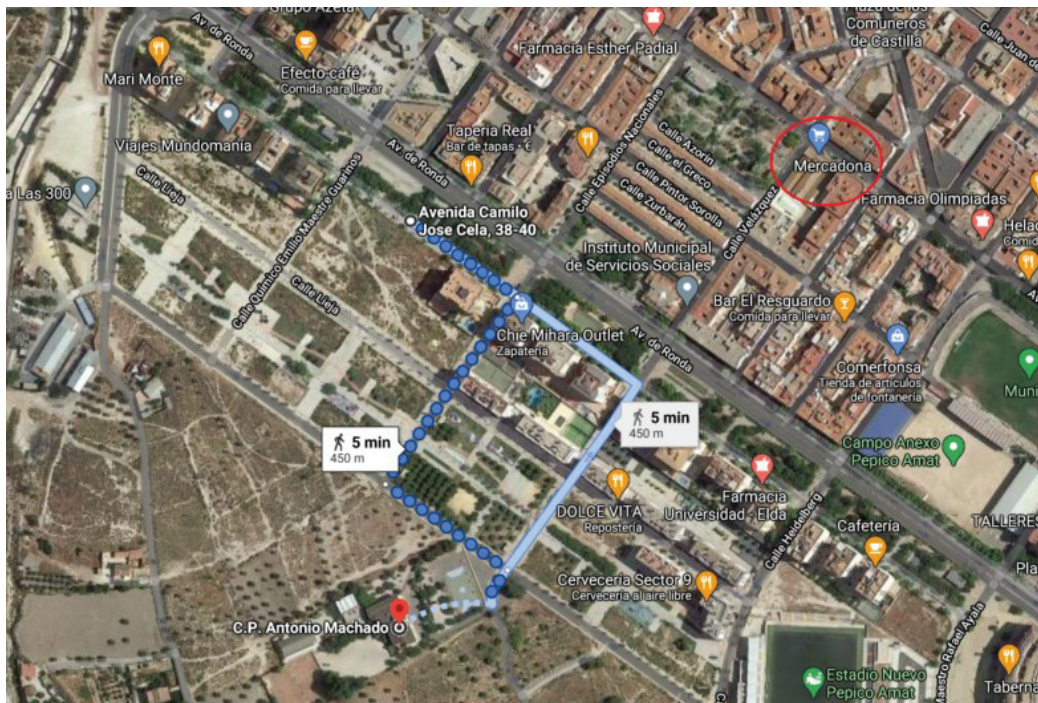 Grupo Azeta
Plaza de los
Comuneros
de Castilla
Calle Juan de
Av. de Ronda
Mari Monte
Efecto-café
Comida para llevar
Farmacia Esther Padial
Viajes Mundomania
Taperia Real
Bar de tapas • €
Av. de Ronda
Calle Episodios Nacionales
Calle Azorín
Calle el Greco
Calle Pintor Sorolla
Calle Zurbarán
Mercadona
Calle Velázquez
Farmacia Olimpiadas
a Las 300
Calle Lieja
Calle Químico Emilio Maestre Guarinos
Avenida Camilo
Jose Cela, 38-40
Instituto Municipal
de Servicios Sociales
Calle Lieja
Chie Mihara Outlet
Zapatería
Bar El Resguardo
Comida para llevar
Av. de Ronda
Comerfonsa
Tienda de artículos
de fontanería
5 min
450 m
5 min
450 m
Campo Anexo
Pepico Amat
DOLCE VITA
Repostería
Farmacia
Universidad - Elda
Calle Heidelberg
Cafetería
TALLERES
Cervecería Sector 9
Cervecería al aire libre
C.P. Antonio Machado
Maestro Rafael Ayala
Estadio Nuevo
Pepico Amat
Taberna